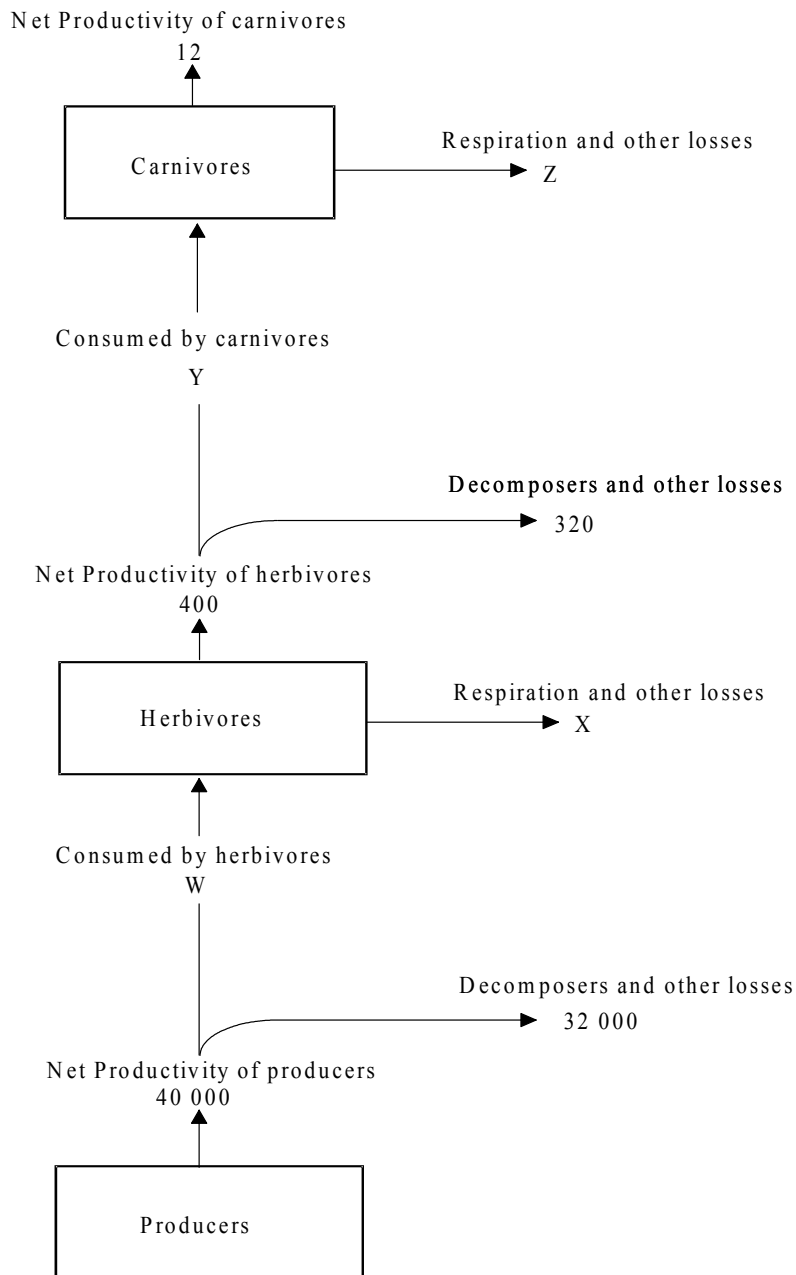 Net Productivity of carnivores
12
Carnivores
Respiration and other losses
Z
Consumed by carnivores
Y
Decomposers and other losses
320
Net Productivity of herbivores
400
Herbivores
Respiration and other losses
X
Consumed by herbivores
W
Decomposers and other losses
32 000
Net Productivity of producers
40 000
Producers